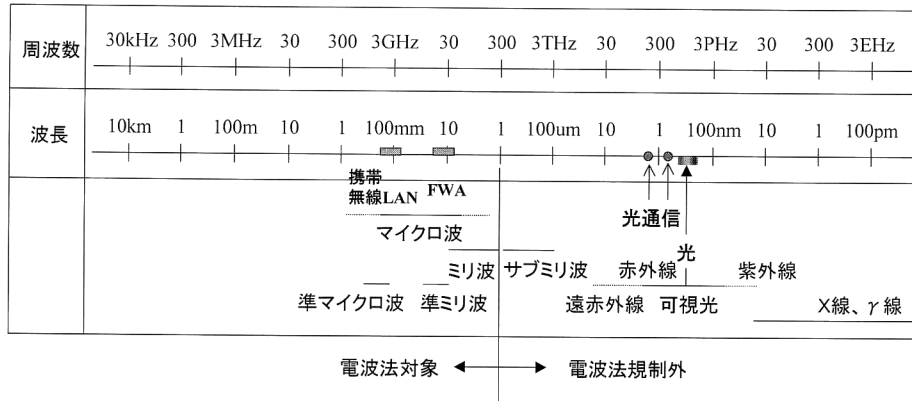 周波数 30kHz 300 3MHz 30 300 3GHz 30 300 3THz 30 300 3PHz 30 300 3EHz
波長 10km 1 100m 10 1 100mm 10 1 100um 10 1 100nm 10 1 100pm
携帯
無線LAN FWA
光通信
マイクロ波
光
ミリ波 サブミリ波 赤外線 紫外線
準マイクロ波 準ミリ波 遠赤外線 可視光 X線、γ線
電波法対象 電波法規制外